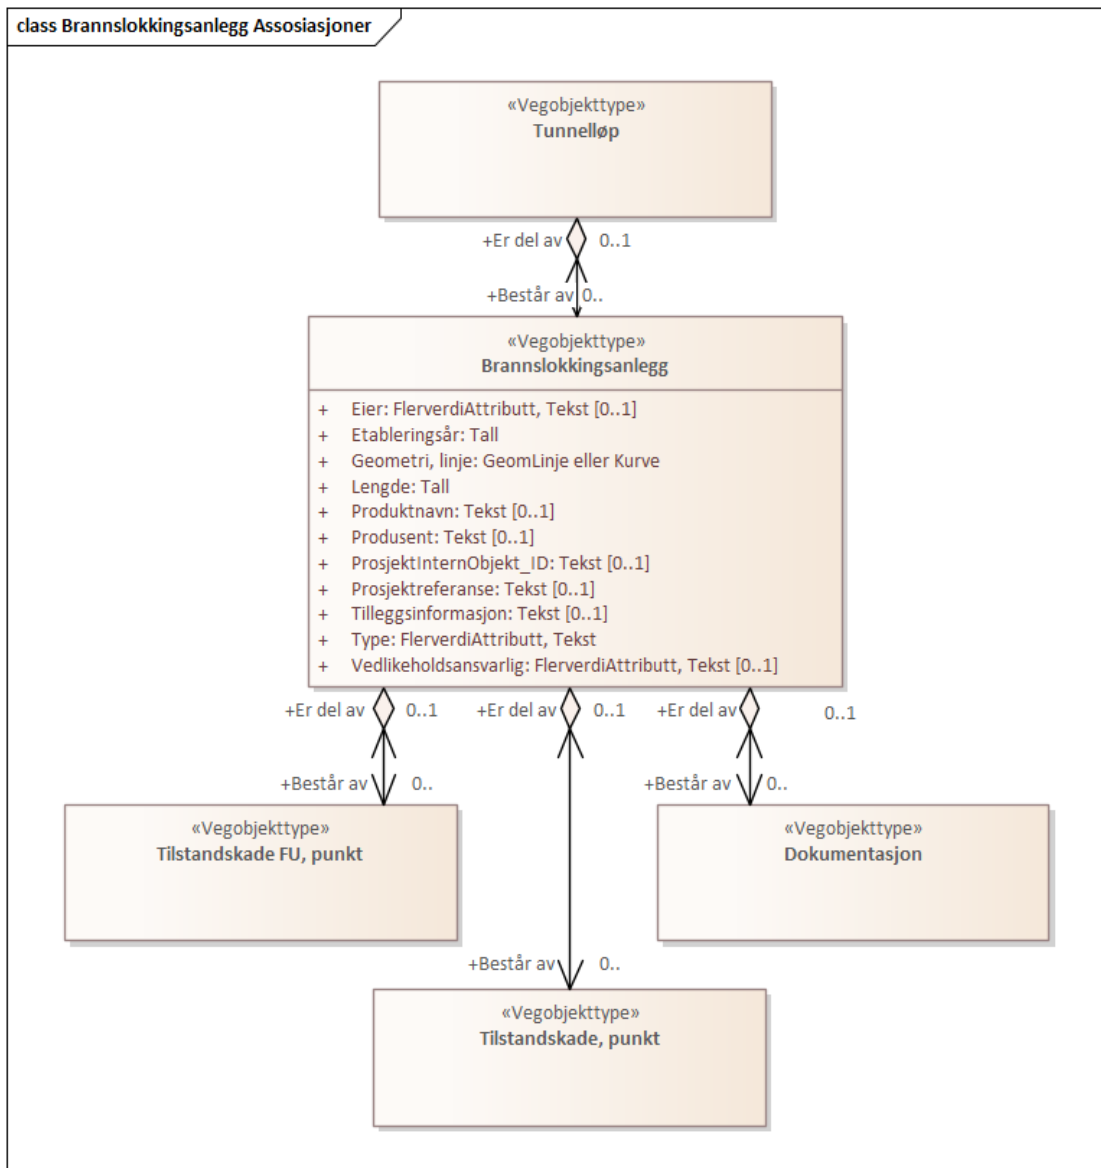 class Brannslokkingsanlegg Assosiasjoner
«Vegobjekttype»
Tunnelløp
+Er del av 0..1
+Består av 0..
«Vegobjekttype»
Brannslokkingsanlegg
+ Eier: FlerverdiAttributt, Tekst [0..1]
+ Etableringsår: Tall
+ Geometri, linje: GeomLinje eller Kurve
+ Lengde: Tall
+ Produktnavn: Tekst [0..1]
+ Produsent: Tekst [0..1]
+ ProsjektInternObjekt_ID: Tekst [0..1]
+ Prosjektreferanse: Tekst [0..1]
+ Tilleggsinformasjon: Tekst [0..1]
+ Type: FlerverdiAttributt, Tekst
+ Vedlikeholdsansvarlig: FlerverdiAttributt, Tekst [0..1]
+Er del av 0..1 +Er del av 0..1 +Er del av 0..1
+Består av 0.. +Består av 0..
«Vegobjekttype»
Tilstandskade FU, punkt
«Vegobjekttype»
Dokumentasjon
+Består av 0..
«Vegobjekttype»
Tilstandskade, punkt